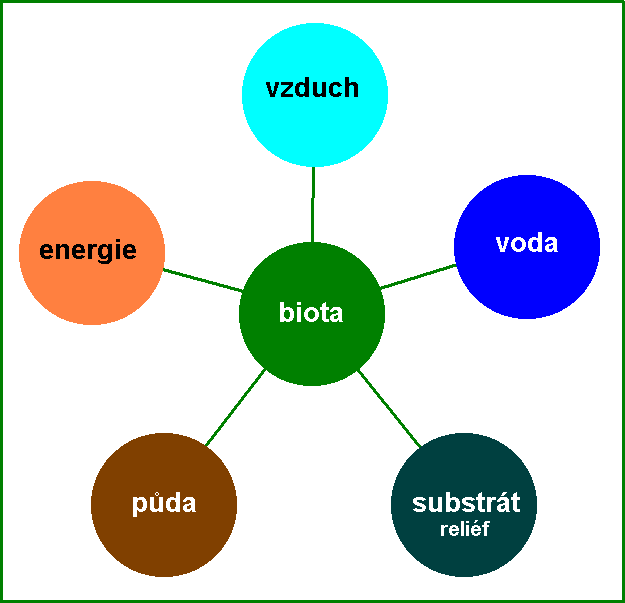 vzduch
energie
voda
biota
půda
substrát
reliéf